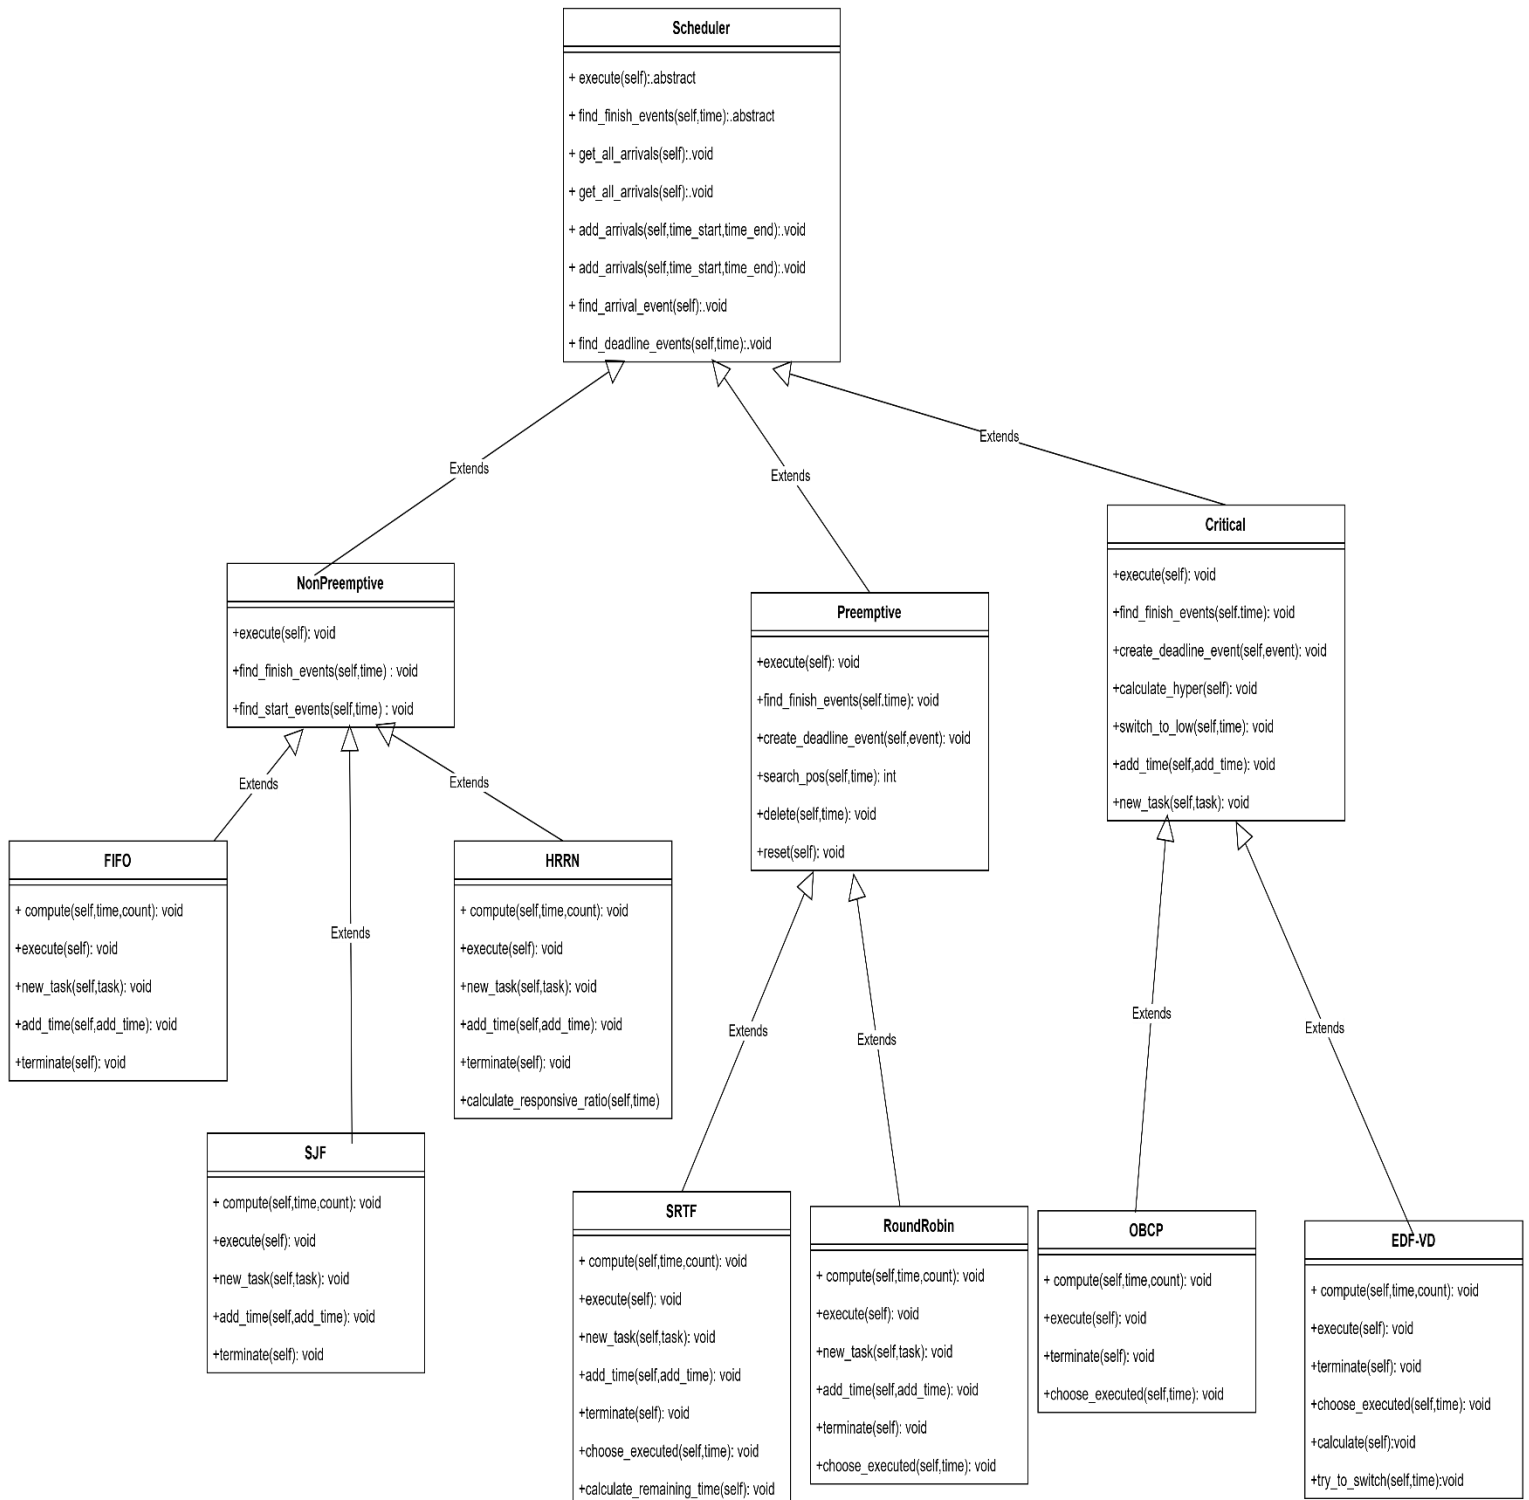 Scheduler
+ execute(self):.abstract
+ find_finish_events(self,time):.abstract
+ get_all_arrivals(self):.void
+ get_all_arrivals(self):.void
+ add_arrivals(self,time_start,time_end):.void
+ add_arrivals(self,time_start,time_end):.void
+ find_arrival_event(self):.void
+ find_deadline_events(self,time):.void
Extends
Extends
Extends
NonPreemptive
+execute(self): void
+find_finish_events(self,time) : void
+find_start_events(self,time) : void
Preemptive
+execute(self): void
+find_finish_events(self.time): void
+create_deadline_event(self,event): void
+search_pos(self,time): int
+delete(self,time): void
+reset(self): void
Critical
+execute(self): void
+find_finish_events(self.time): void
+create_deadline_event(self,event): void
+calculate_hyper(self): void
+switch_to_low(self,time): void
+add_time(self,add_time): void
+new_task(self,task): void
Extends
Extends
Extends
FIFO
+ compute(self,time,count): void
+execute(self): void
+new_task(self,task): void
+add_time(self,add_time): void
+terminate(self): void
HRRN
+ compute(self,time,count): void
+execute(self): void
+new_task(self,task): void
+add_time(self,add_time): void
+terminate(self): void
+calculate_responsive_ratio(self,time)
SJF
+ compute(self,time,count): void
+execute(self): void
+new_task(self,task): void
+add_time(self,add_time): void
+terminate(self): void
Extends
Extends
Extends
Extends
SRTF
+ compute(self,time,count): void
+execute(self): void
+new_task(self,task): void
+add_time(self,add_time): void
+terminate(self): void
+choose_executed(self,time): void
+calculate_remaining_time(self): void
RoundRobin
+ compute(self,time,count): void
+execute(self): void
+new_task(self,task): void
+add_time(self,add_time): void
+terminate(self): void
+choose_executed(self,time): void
OBCP
+ compute(self,time,count): void
+execute(self): void
+terminate(self): void
+choose_executed(self,time): void
EDF-VD
+ compute(self,time,count): void
+execute(self): void
+terminate(self): void
+choose_executed(self,time): void
+calculate(self):void
+try_to_switch(self,time):void